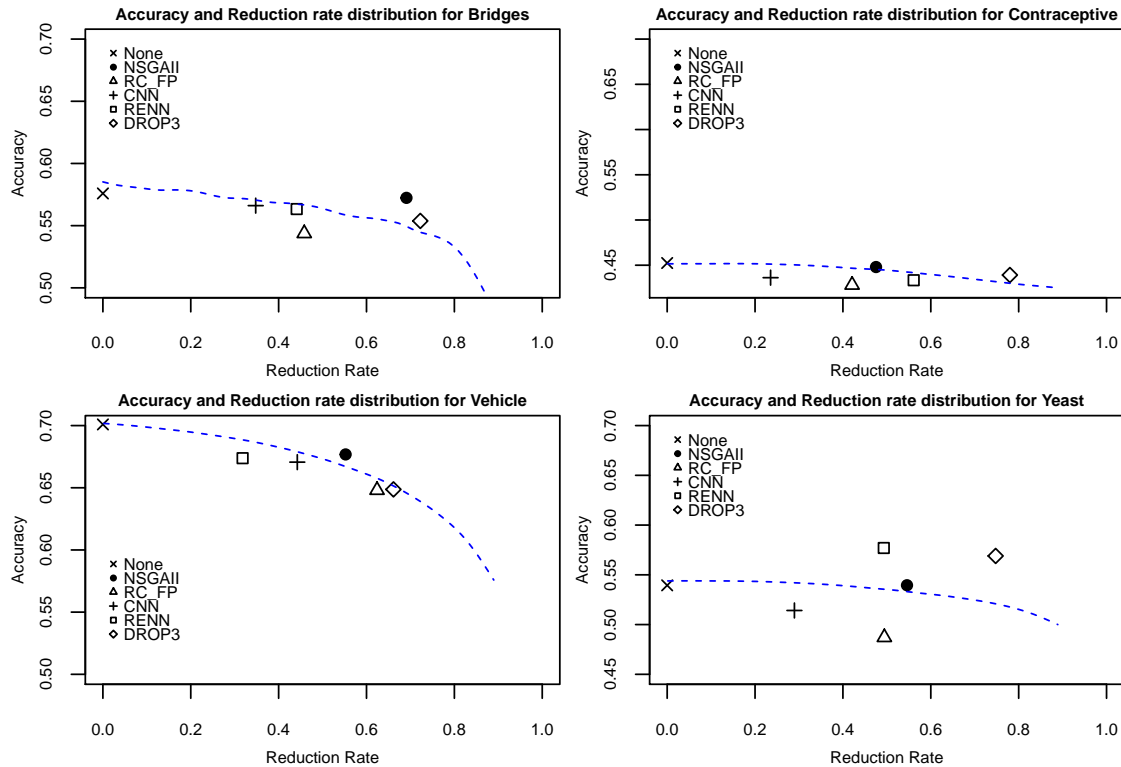 Accuracy and Reduction rate distribution for Bridges
Accuracy
0.70
0.65
0.60
0.55
0.50
None
NSGAII
RC_FP
CNN
RENN
DROP3
0.0 0.2 0.4 0.6 0.8 1.0
Reduction Rate
Accuracy and Reduction rate distribution for Contraceptive
Accuracy
0.65
0.55
0.45
None
NSGAII
RC_FP
CNN
RENN
DROP3
0.0 0.2 0.4 0.6 0.8 1.0
Reduction Rate
Accuracy and Reduction rate distribution for Vehicle
Accuracy
0.70
0.65
0.60
0.55
0.50
None
NSGAII
RC_FP
CNN
RENN
DROP3
0.0 0.2 0.4 0.6 0.8 1.0
Reduction Rate
Accuracy and Reduction rate distribution for Yeast
Accuracy
0.70
0.65
0.60
0.55
0.50
0.45
None
NSGAII
RC_FP
CNN
RENN
DROP3
0.0 0.2 0.4 0.6 0.8 1.0
Reduction Rate